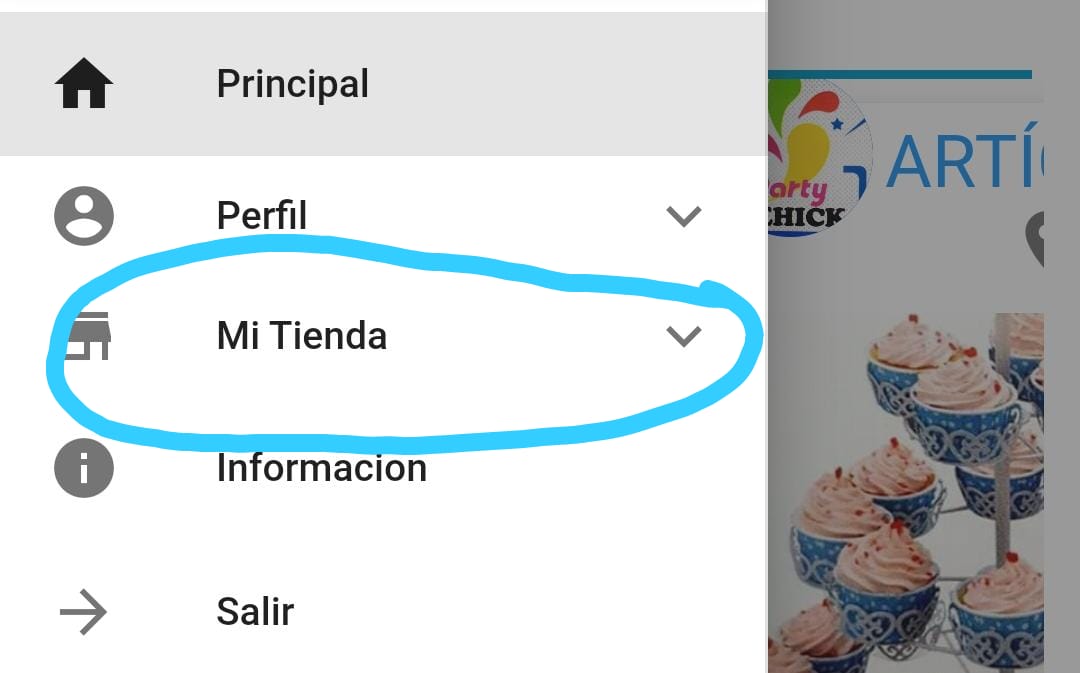 Principal
Perfil
Mi Tienda
Informacion
Salir
arty
CHICK
ARTÍ